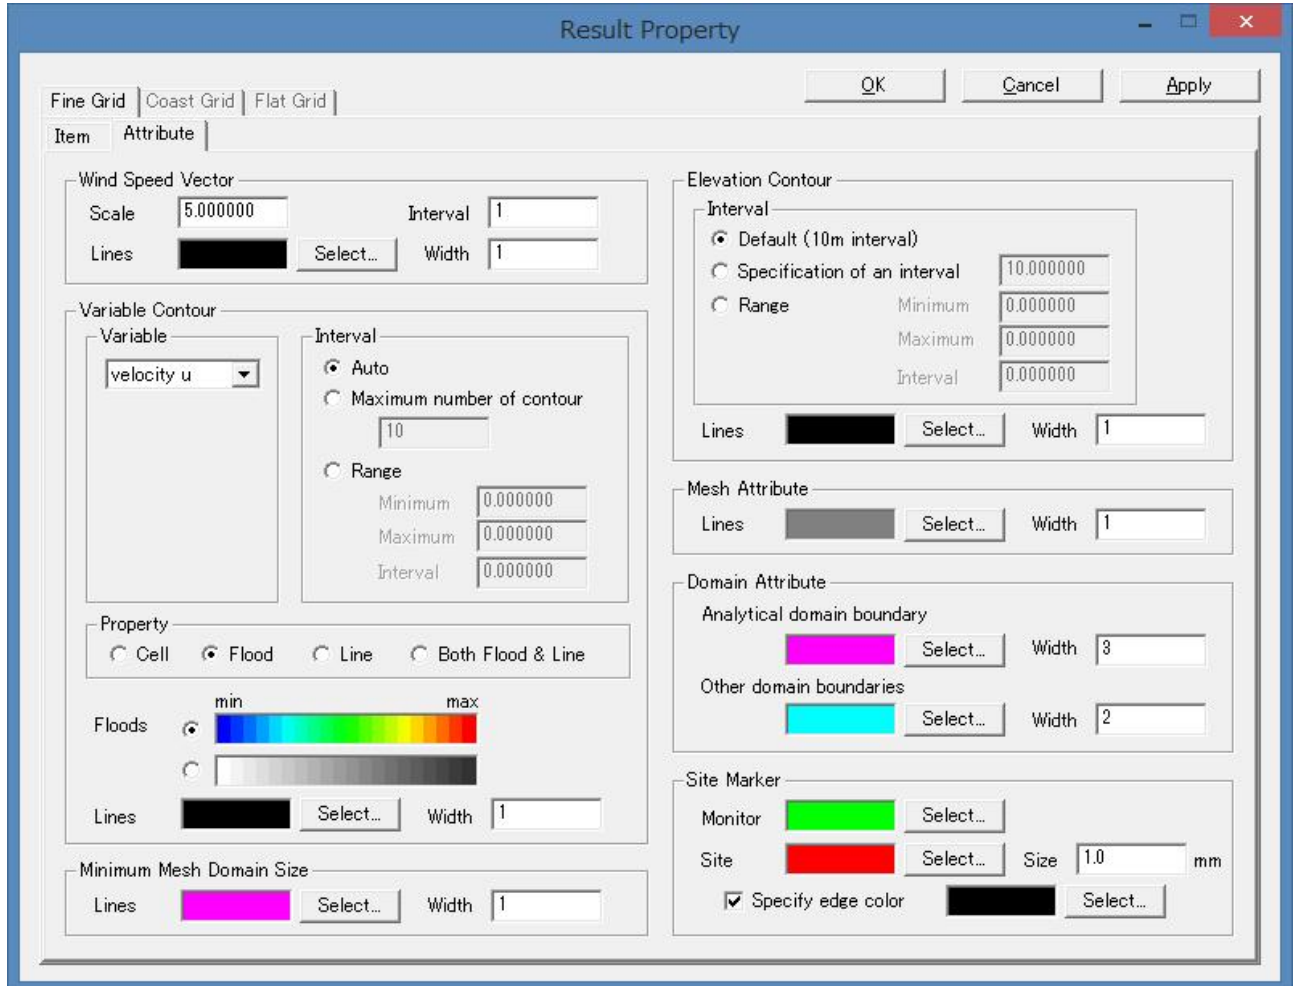 Result Property
OK Cancel Apply
Fine Grid Coast Grid Flat Grid
Item Attribute
Wind Speed Vector
Scale 5.000000 Interval 1
Lines Select... Width 1
Variable Contour
Variable
velocity u
Interval
Auto
Maximum number of contour
10
Range
Minimum 0.000000
Maximum 0.000000
Interval 0.000000
Property
Cell Flood Line Both Flood & Line
min max
Floods
Lines Select... Width 1
Minimum Mesh Domain Size
Lines Select... Width 1
Elevation Contour
Interval
Default (10m interval)
Specification of an interval 10.000000
Range Minimum 0.000000
Maximum 0.000000
Interval 0.000000
Lines Select... Width 1
Mesh Attribute
Lines Select... Width 1
Domain Attribute
Analytical domain boundary
Select... Width 3
Other domain boundaries
Select... Width 2
Site Marker
Monitor Select...
Site Select... Size 1.0 mm
Specify edge color Select...